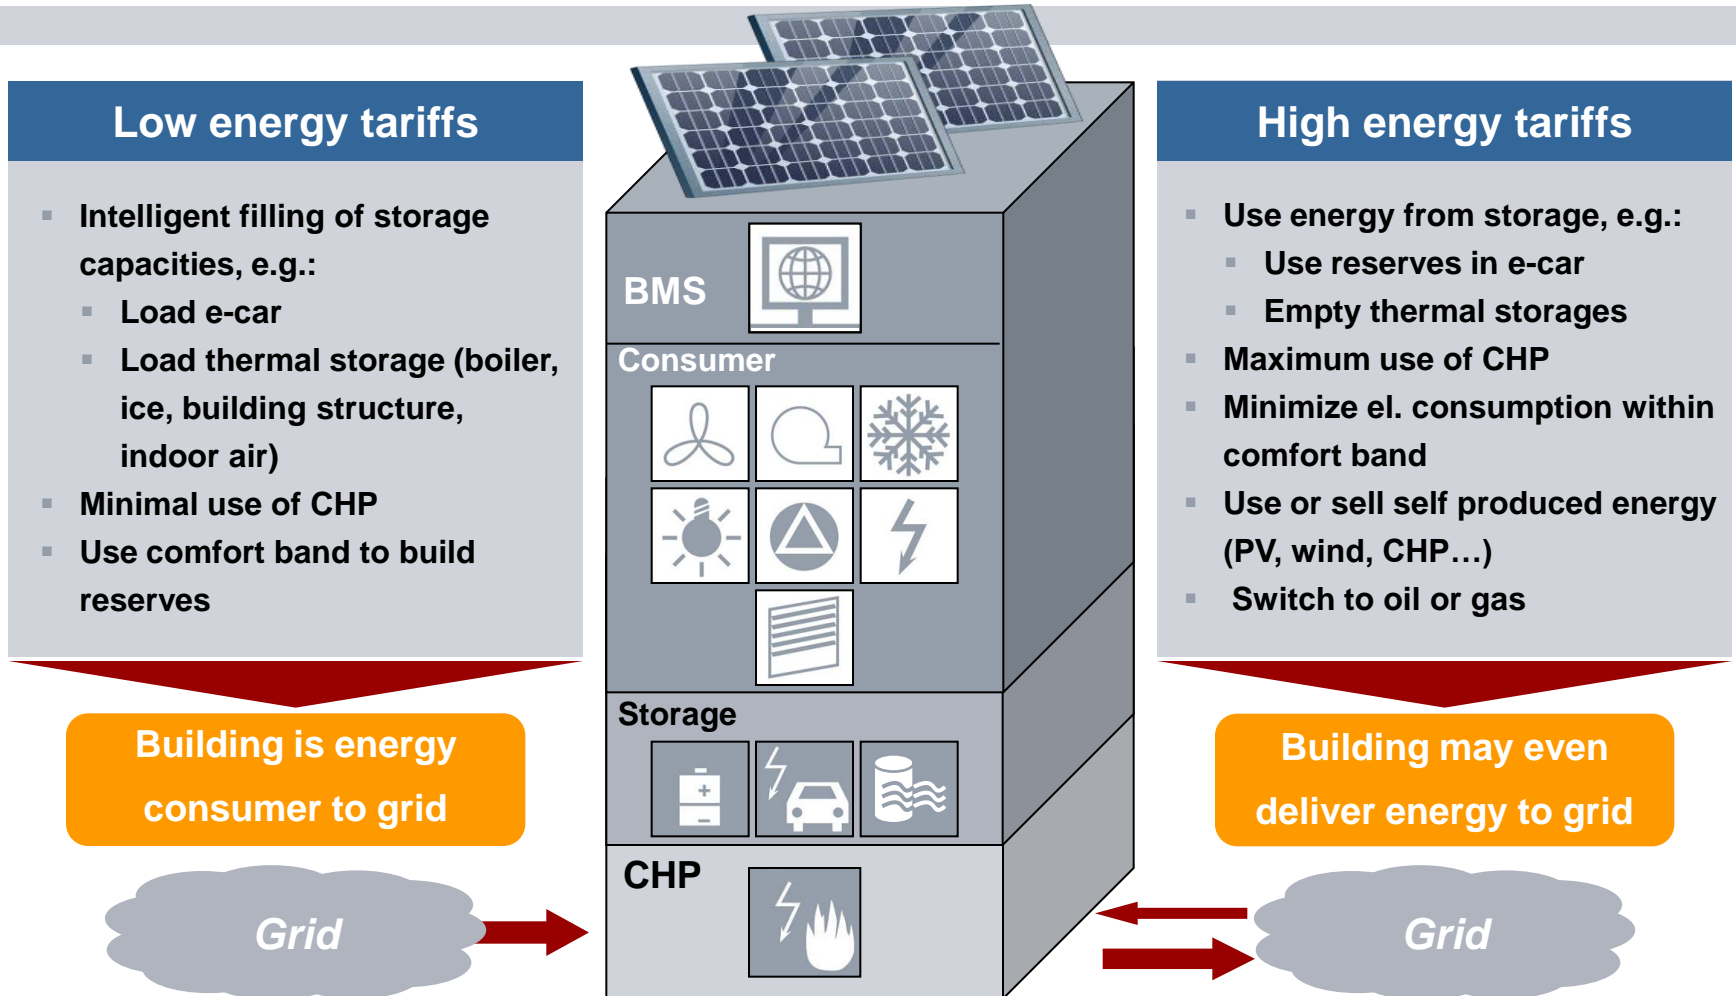 Low energy tariffs
Intelligent filling of storage
capacities, e.g.:
Load e-car
Load thermal storage (boiler,
ice, building structure,
indoor air)
Minimal use of CHP
Use comfort band to build
reserves
Building is energy
consumer to grid
Grid
BMS
Consumer
Storage
+
−
CHP
High energy tariffs
Use energy from storage, e.g.:
Use reserves in e-car
Empty thermal storages
Maximum use of CHP
Minimize el. consumption within
comfort band
Use or sell self produced energy
(PV, wind, CHP…)
Switch to oil or gas
Building may even
deliver energy to grid
Grid